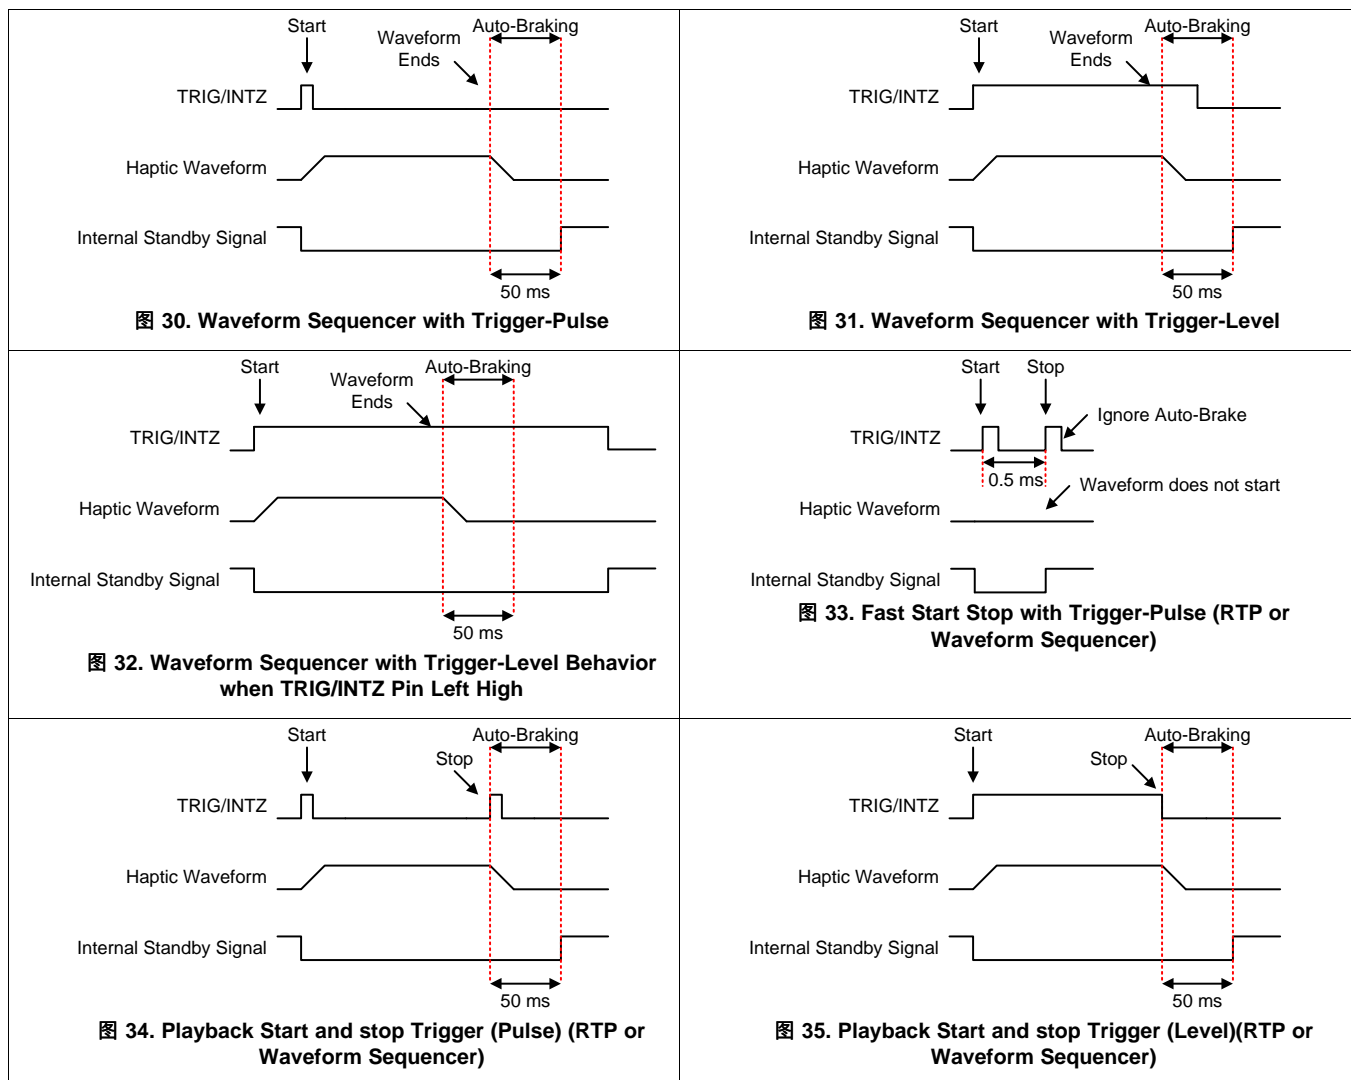 Start
Auto-Braking
Waveform
Ends
TRIG/INTZ
Haptic Waveform
Internal Standby Signal
50 ms
图 30. Waveform Sequencer with Trigger-Pulse
Start
Auto-Braking
Waveform
Ends
TRIG/INTZ
Haptic Waveform
Internal Standby Signal
50 ms
图 31. Waveform Sequencer with Trigger-Level
Start
Auto-Braking
Waveform
Ends
TRIG/INTZ
Haptic Waveform
Internal Standby Signal
50 ms
图 32. Waveform Sequencer with Trigger-Level Behavior
when TRIG/INTZ Pin Left High
Start
Stop
Ignore Auto-Brake
TRIG/INTZ
0.5 ms
Waveform does not start
Haptic Waveform
Internal Standby Signal
图 33. Fast Start Stop with Trigger-Pulse (RTP or
Waveform Sequencer)
Start
Auto-Braking
Stop
TRIG/INTZ
Haptic Waveform
Internal Standby Signal
50 ms
图 34. Playback Start and stop Trigger (Pulse) (RTP or
Waveform Sequencer)
Start
Auto-Braking
Stop
TRIG/INTZ
Haptic Waveform
Internal Standby Signal
50 ms
图 35. Playback Start and stop Trigger (Level)(RTP or
Waveform Sequencer)